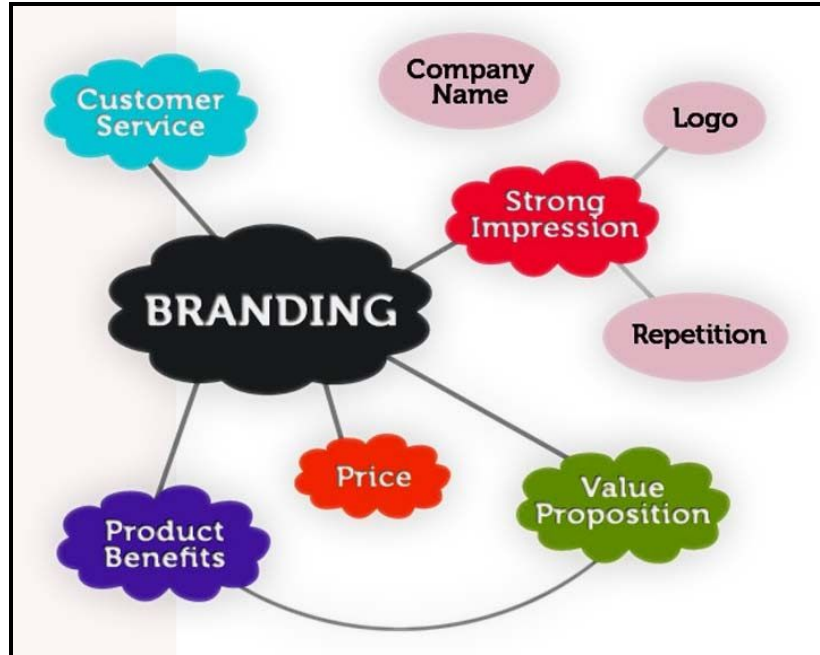 Customer
Service
Company
Name
Logo
Strong
Impression
BRANDING
Repetition
Price
Value
Proposition
Product
Benefits